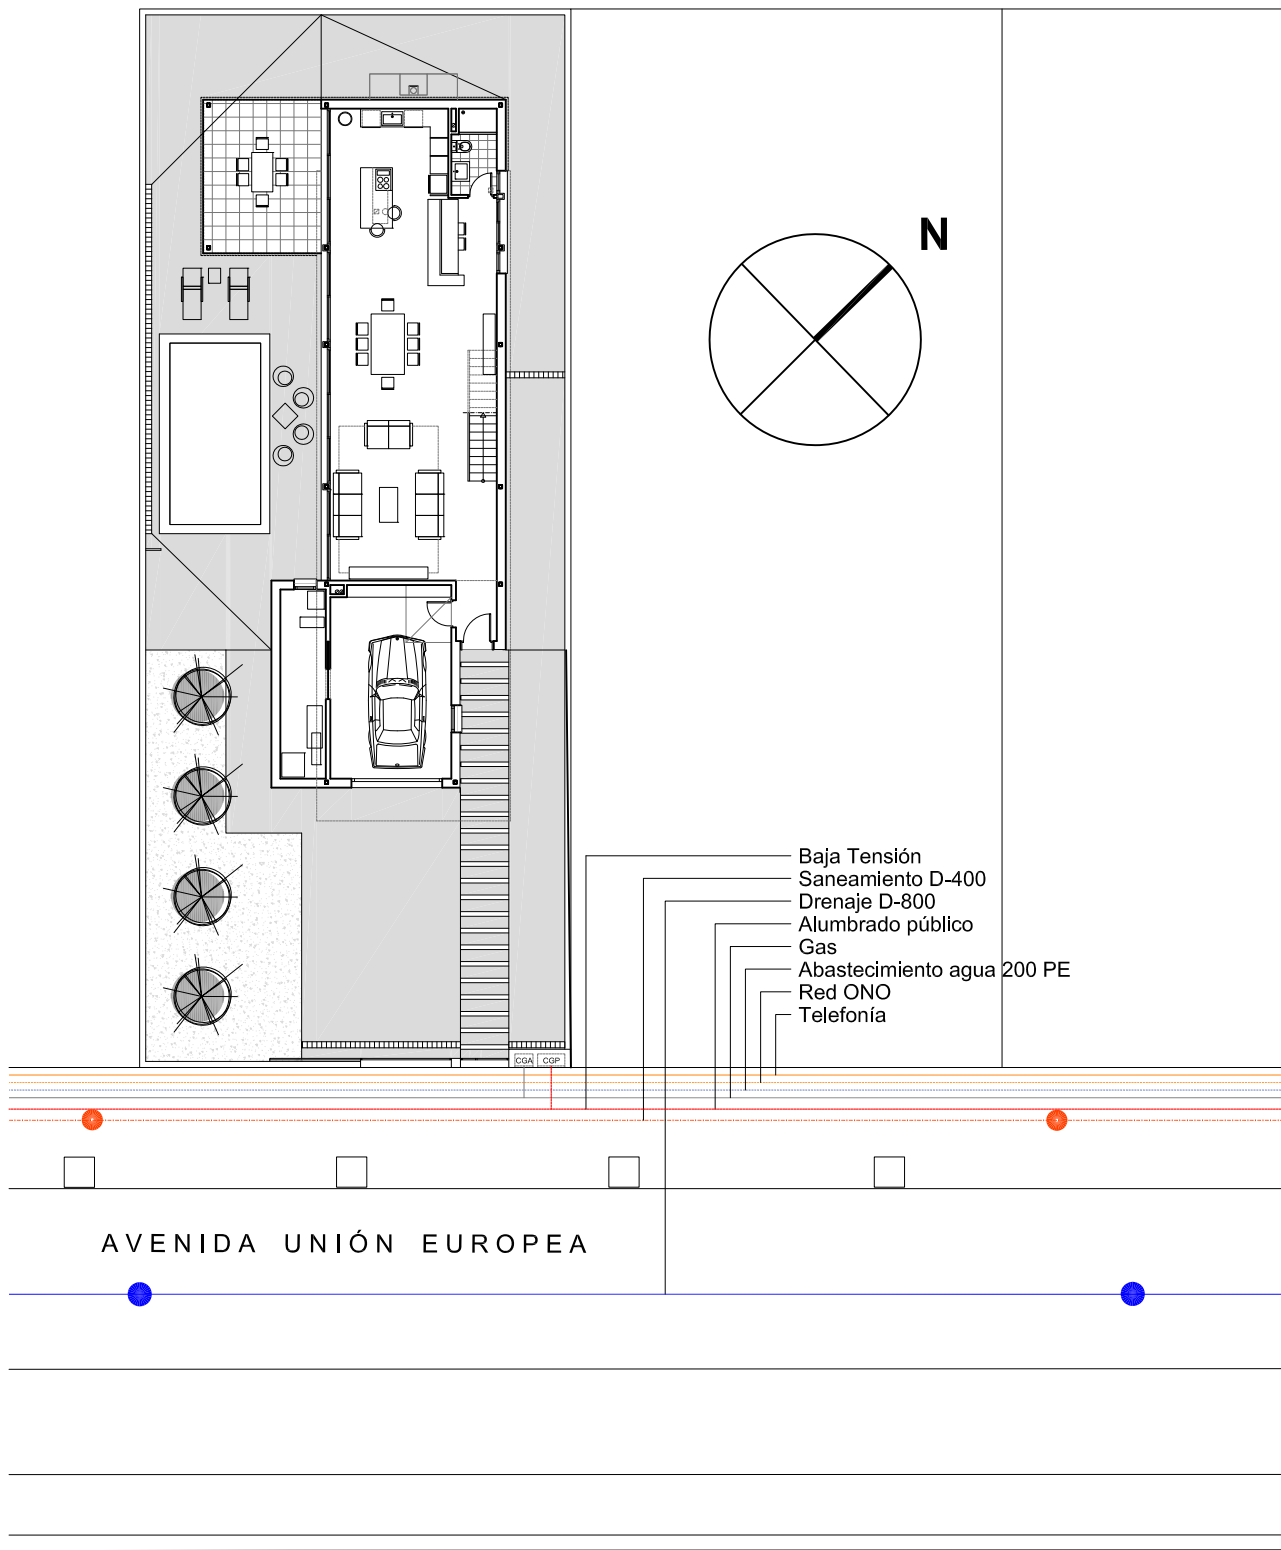 N
Baja Tensión
Saneamiento D-400
Drenaje D-800
Alumbrado público
Gas
Abastecimiento agua 200 PE
Red ONO
Telefonía
CGA CGP
AVENIDA UNIÓN EUROPEA